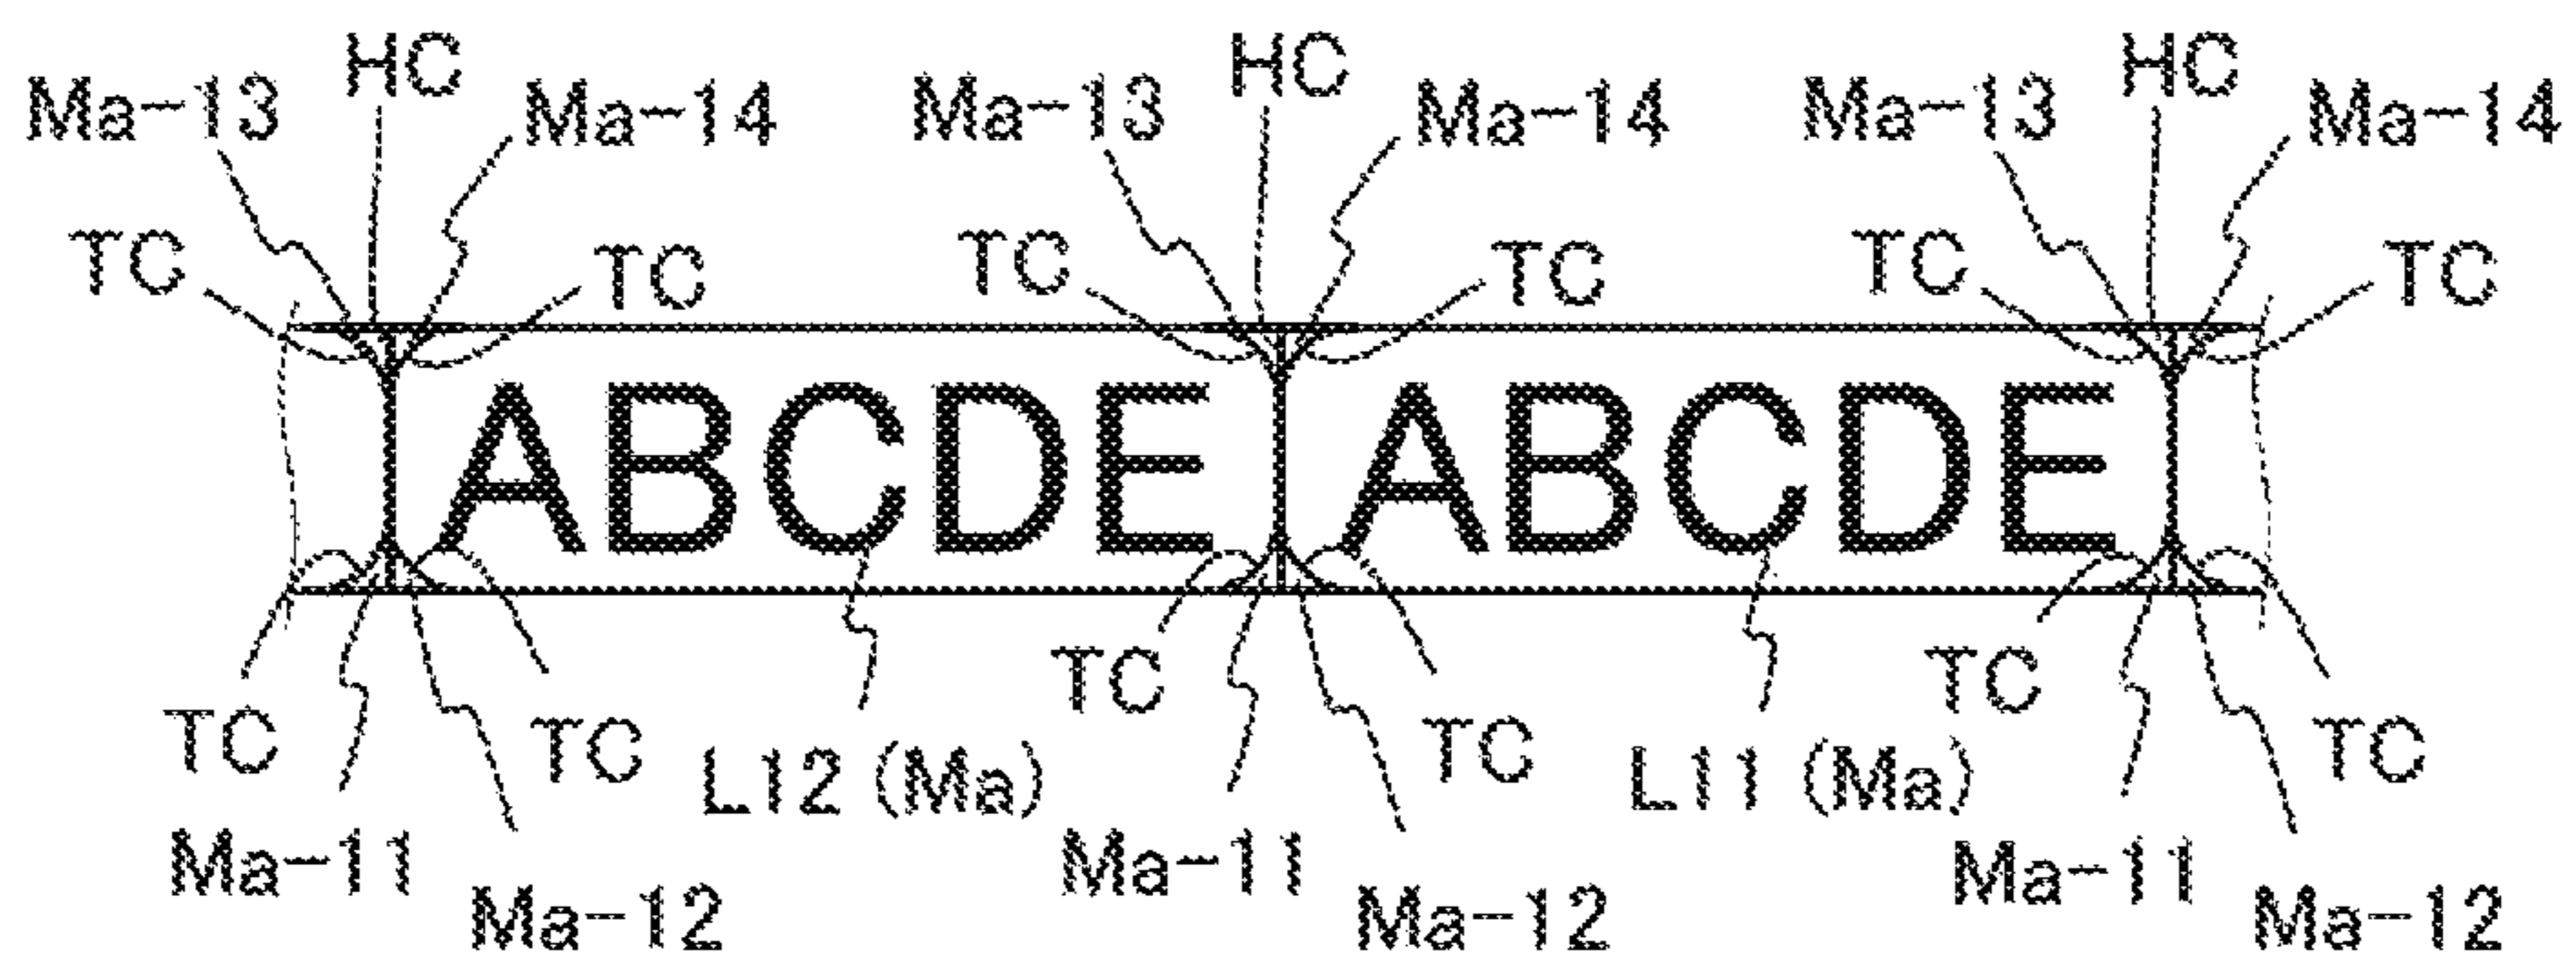 HC HC HC
Ma-13 Ma-14 Ma-13 Ma-14 Ma-13 Ma-14
TC TC TC TC TC TC
ABCDE ABCDE
TC TC TC TC TC TC
L12 (Ma) L11 (Ma)
Ma-11 Ma-11 Ma-11
Ma-12 Ma-12 Ma-12